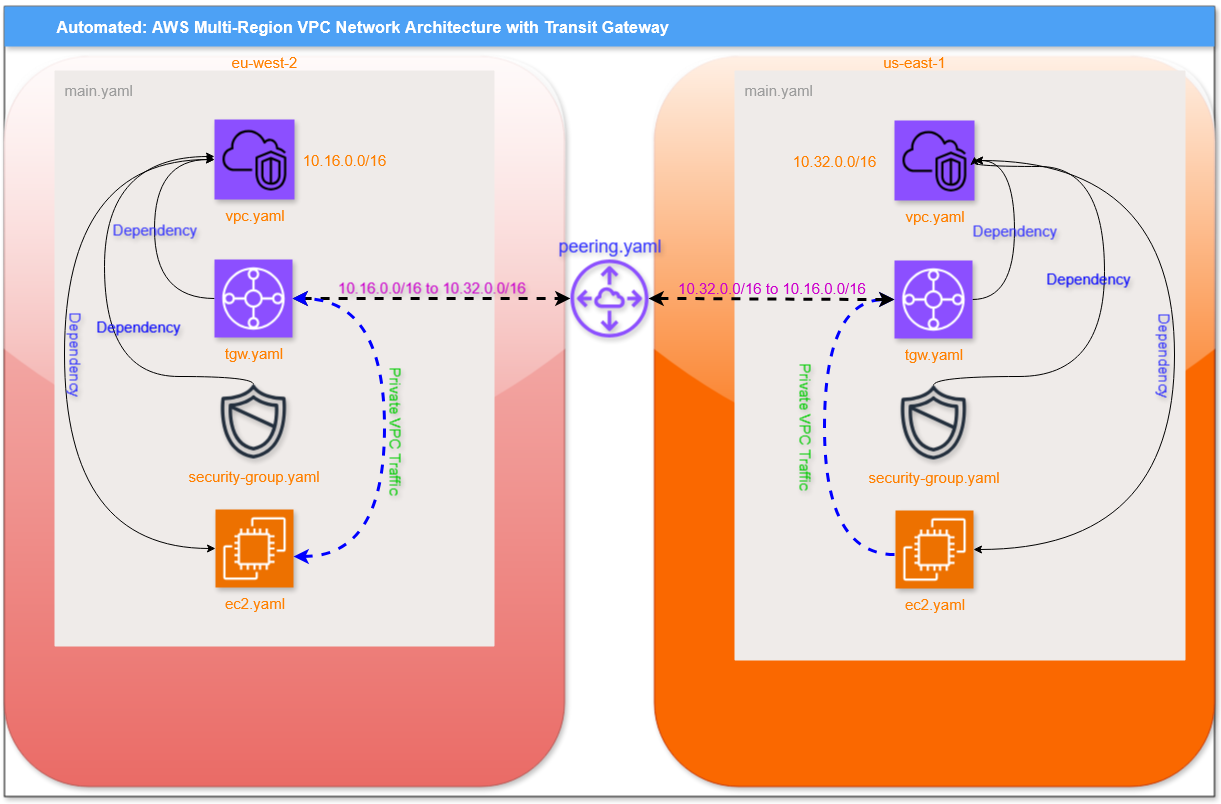 Automated: AWS Multi-Region VPC Network Architecture with Transit Gateway
eu-west-2
main.yaml
10.16.0.0/16
vpc.yaml
Dependency
10.16.0.0/16 to 10.32.0.0/16
tgw.yaml
Dependency
Dependency
Private VPC Traffic
security-group.yaml
ec2.yaml
peering.yaml
us-east-1
main.yaml
10.32.0.0/16
vpc.yaml
Dependency
Dependency
10.32.0.0/16 to 10.16.0.0/16
tgw.yaml
Dependency
Private VPC Traffic
security-group.yaml
ec2.yaml